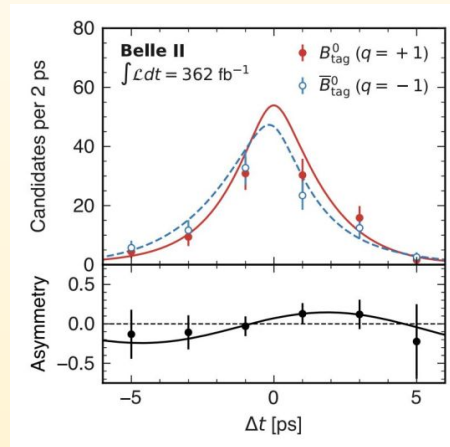 Belle II
∫ℒdt = 362 fb⁻¹
B⁰tag (q = +1)
B̅⁰tag (q = −1)
Candidates per 2 ps
80
60
40
20
0
Asymmetry
0.5
0.0
−0.5
−5
0
5
Δt [ps]